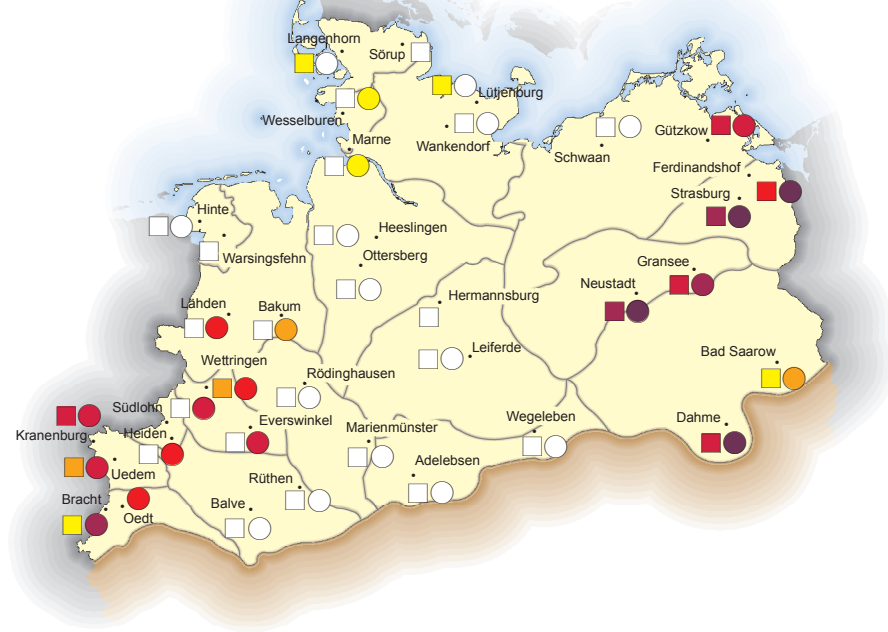 Langenhorn
Sörup
Lütjenburg
Wesselburen
Marne
Wankendorf
Schwaan
Gützkow
Ferdinandshof
Strasburg
Hinte
Heeslingen
Warsingsfehn
Ottersberg
Gransee
Neustadt
Hermannsburg
Lähden
Bakum
Leiferde
Bad Saarow
Wettringen
Rödinghausen
Südlohn
Everswinkel
Marienmünster
Wegeleben
Dahme
Kranenburg
Heiden
Adelebsen
Uedem
Rüthen
Bracht
Oedt
Balve